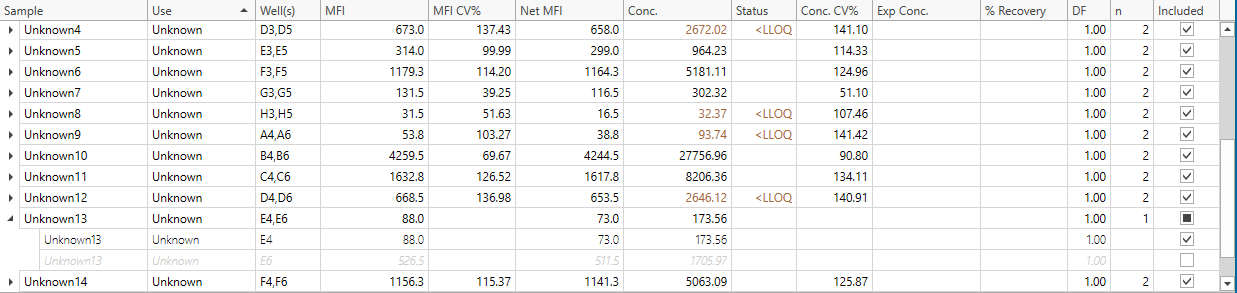 Sample Use Well(s) MFI MFI CV% Net MFI Conc. Status Conc. CV% Exp Conc. % Recovery DF n Included
Unknown4 Unknown D3,D5 673.0 137.43 658.0 2672.02 <LLOQ 141.10 1.00 2
Unknown5 Unknown E3,E5 314.0 99.99 299.0 964.23 114.33 1.00 2
Unknown6 Unknown F3,F5 1179.3 114.20 1164.3 5181.11 124.96 1.00 2
Unknown7 Unknown G3,G5 131.5 39.25 116.5 302.32 51.10 1.00 2
Unknown8 Unknown H3,H5 31.5 51.63 16.5 32.37 <LLOQ 107.46 1.00 2
Unknown9 Unknown A4,A6 53.8 103.27 38.8 93.74 <LLOQ 141.42 1.00 2
Unknown10 Unknown B4,B6 4259.5 69.67 4244.5 27756.96 90.80 1.00 2
Unknown11 Unknown C4,C6 1632.8 126.52 1617.8 8206.36 134.11 1.00 2
Unknown12 Unknown D4,D6 668.5 136.98 653.5 2646.12 <LLOQ 140.91 1.00 2
Unknown13 Unknown E4,E6 88.0 73.0 173.56 1.00 1
Unknown13 Unknown E4 88.0 73.0 173.56 1.00
Unknown13 Unknown E6 526.5 511.5 1705.97 1.00
Unknown14 Unknown F4,F6 1156.3 115.37 1141.3 5063.09 125.87 1.00 2